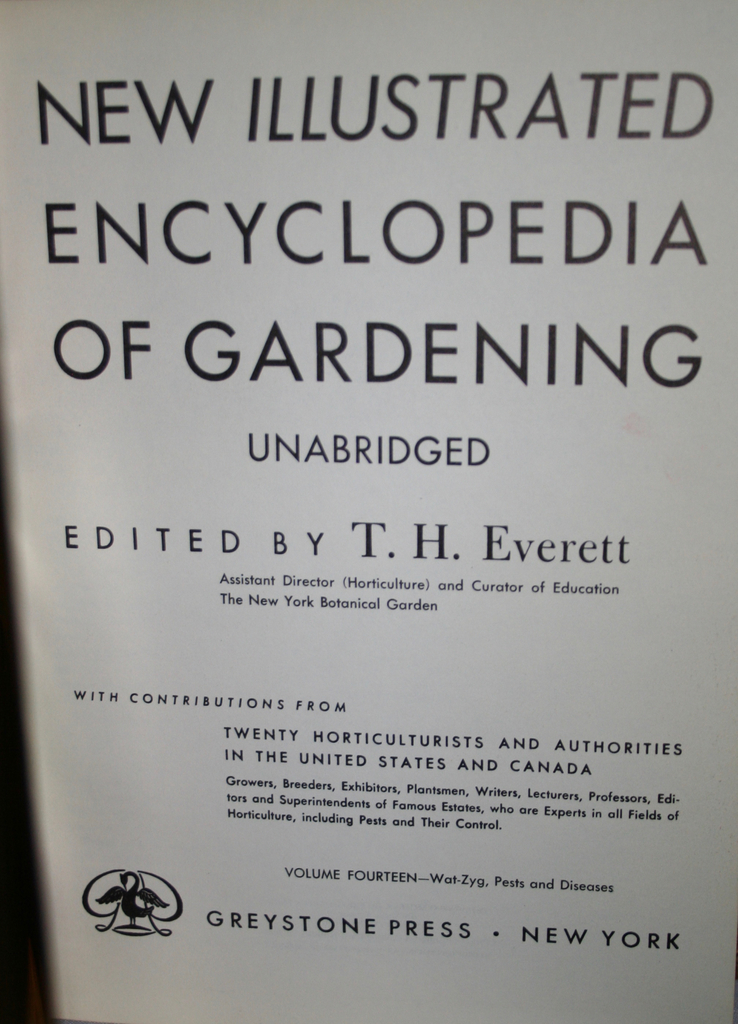 NEW ILLUSTRATED
ENCYCLOPEDIA
OF GARDENING
UNABRIDGED
EDITED BY T. H. Everett
Assistant Director (Horticulture) and Curator of Education
The New York Botanical Garden
WITH CONTRIBUTIONS FROM
TWENTY HORTICULTURISTS AND AUTHORITIES
IN THE UNITED STATES AND CANADA
Growers, Breeders, Exhibitors, Plantsmen, Writers, Lecturers, Professors, Edi-
tors and Superintendents of Famous Estates, who are Experts in all Fields of
Horticulture, including Pests and Their Control.
VOLUME FOURTEEN—Wat-Zyg, Pests and Diseases
GREYSTONE PRESS • NEW YORK